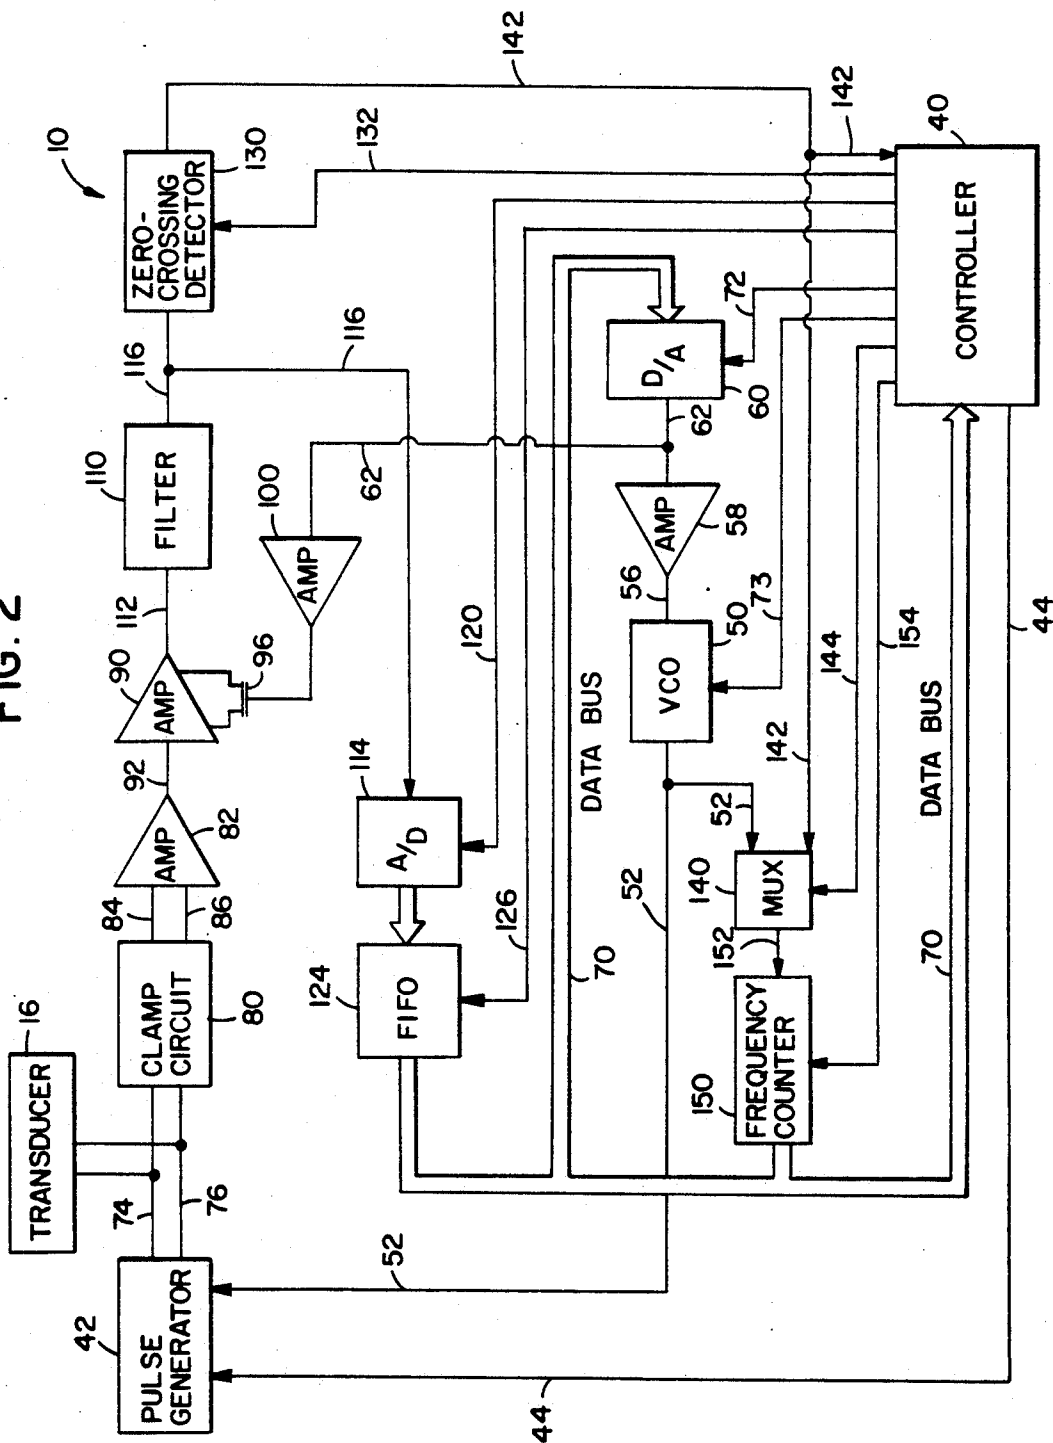 FIG. 2
10
TRANSDUCER
16
PULSE
GENERATOR
42
74
76
CLAMP
CIRCUIT
80
84
86
AMP
82
92
AMP
90
112
FILTER
110
116
ZERO-
CROSSING
DETECTOR
130
142
96
AMP
100
62
116
132
A/D
114
120
FIFO
124
126
DATA BUS
70
52
52
VCO
50
56
AMP
58
62
D/A
60
72
73
52
142
MUX
140
144
152
FREQUENCY
COUNTER
150
154
DATA BUS
70
CONTROLLER
40
142
44
44